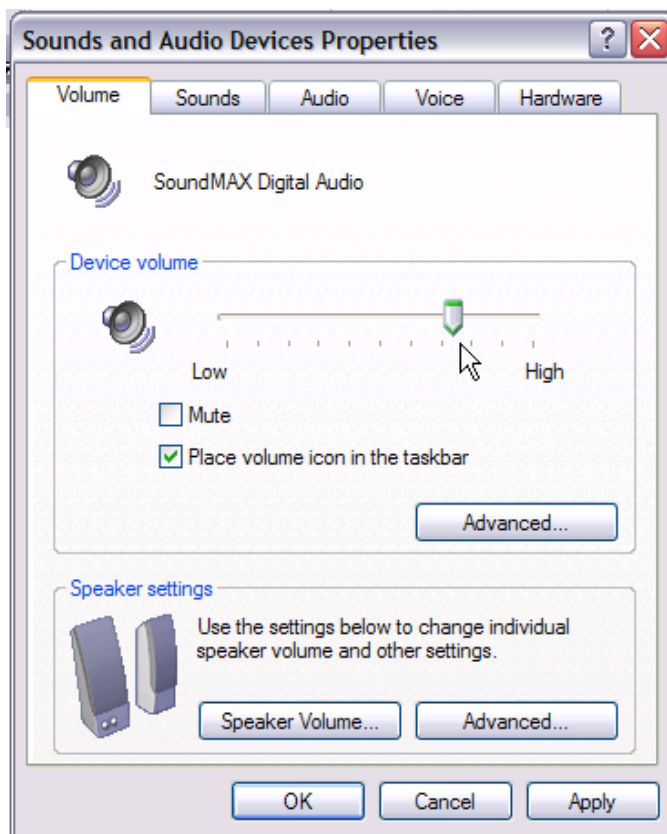 Sounds and Audio Devices Properties
Volume Sounds Audio Voice Hardware
SoundMAX Digital Audio
Device volume
Low High
Mute
Place volume icon in the taskbar
Advanced...
Speaker settings
Use the settings below to change individual
speaker volume and other settings.
Speaker Volume... Advanced...
OK Cancel Apply